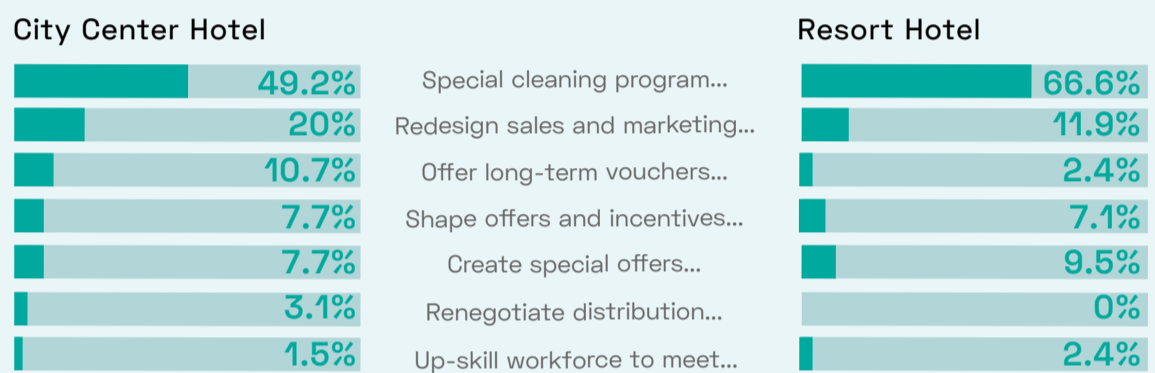 City Center Hotel Resort Hotel
49.2% Special cleaning program... 66.6%
20% Redesign sales and marketing... 11.9%
10.7% Offer long-term vouchers... 2.4%
7.7% Shape offers and incentives... 7.1%
7.7% Create special offers... 9.5%
3.1% Renegotiate distribution... 0%
1.5% Up-skill workforce to meet... 2.4%